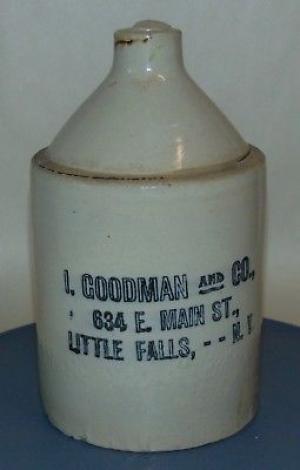 I. GOODMAN AND CO.,
634 E. MAIN ST.,
LITTLE FALLS, - - N. Y.